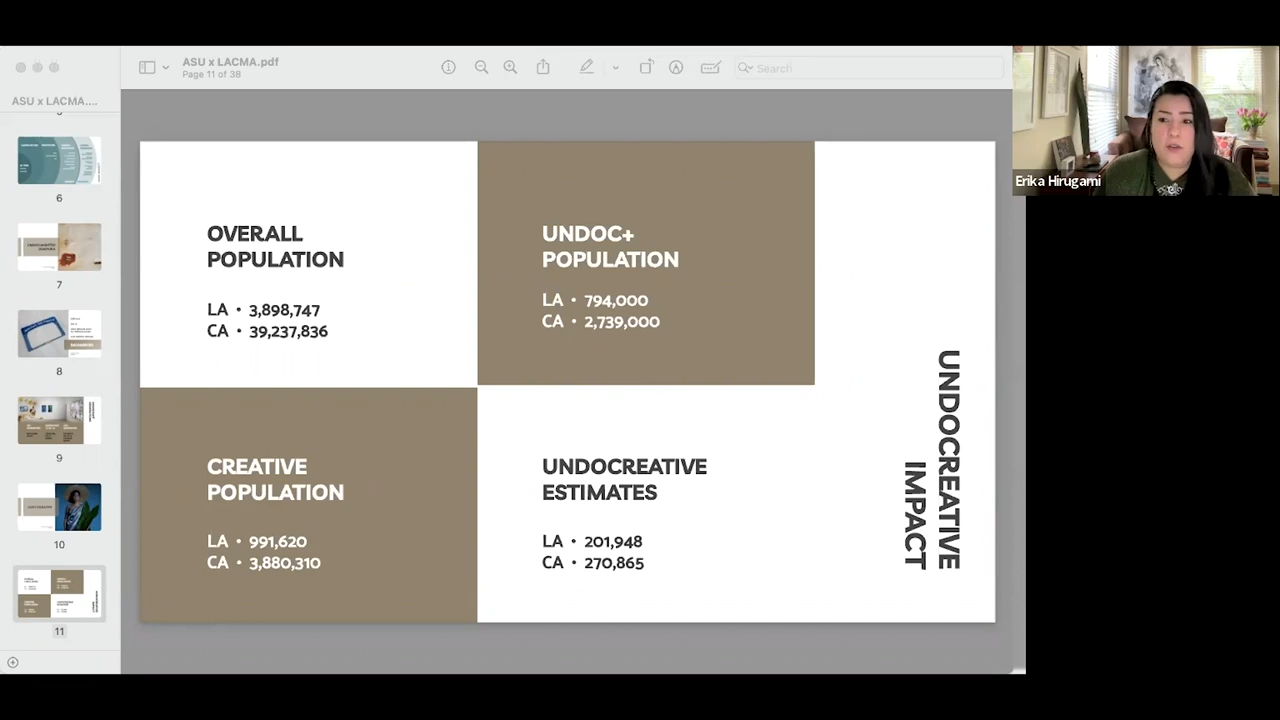 ASU x LACMA.pdf
Page 11 of 38
Search
ASU x LACMA....
6
7
8
9
10
11
OVERALL
POPULATION
LA • 3,898,747
CA • 39,237,836
UNDOC+
POPULATION
LA • 794,000
CA • 2,739,000
CREATIVE
POPULATION
LA • 991,620
CA • 3,880,310
UNDOCREATIVE
ESTIMATES
LA • 201,948
CA • 270,865
UNDOCREATIVE
IMPACT
Erika Hirugami